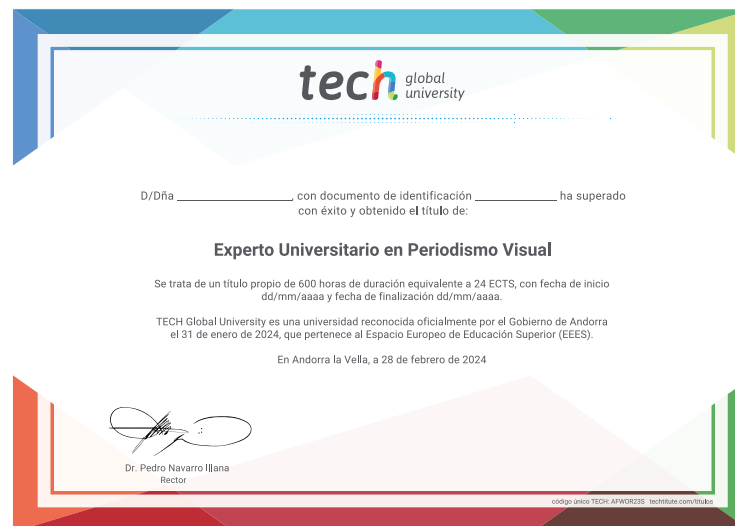 tech global university
D/Dña ____________________, con documento de identificación ______________ ha superado
con éxito y obtenido el título de:
Experto Universitario en Periodismo Visual
Se trata de un título propio de 600 horas de duración equivalente a 24 ECTS, con fecha de inicio
dd/mm/aaaa y fecha de finalización dd/mm/aaaa.
TECH Global University es una universidad reconocida oficialmente por el Gobierno de Andorra
el 31 de enero de 2024, que pertenece al Espacio Europeo de Educación Superior (EEES).
En Andorra la Vella, a 28 de febrero de 2024
Dr. Pedro Navarro Illana
Rector
código único TECH: AFWOR23S techtitute.com/titulos